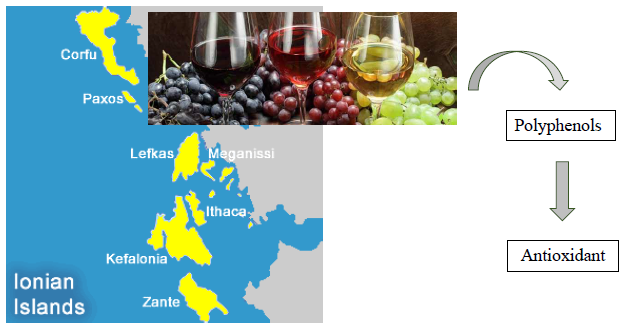 Corfu
Paxos
Lefkas
Meganissi
Ithaca
Kefalonia
Zante
Ionian
Islands
Polyphenols
Antioxidant